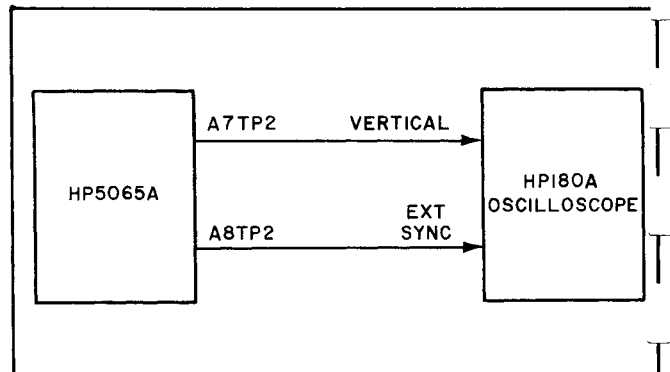 A7TP2 VERTICAL
HP5065A
HP180A
OSCILLOSCOPE
A8TP2 EXT
SYNC